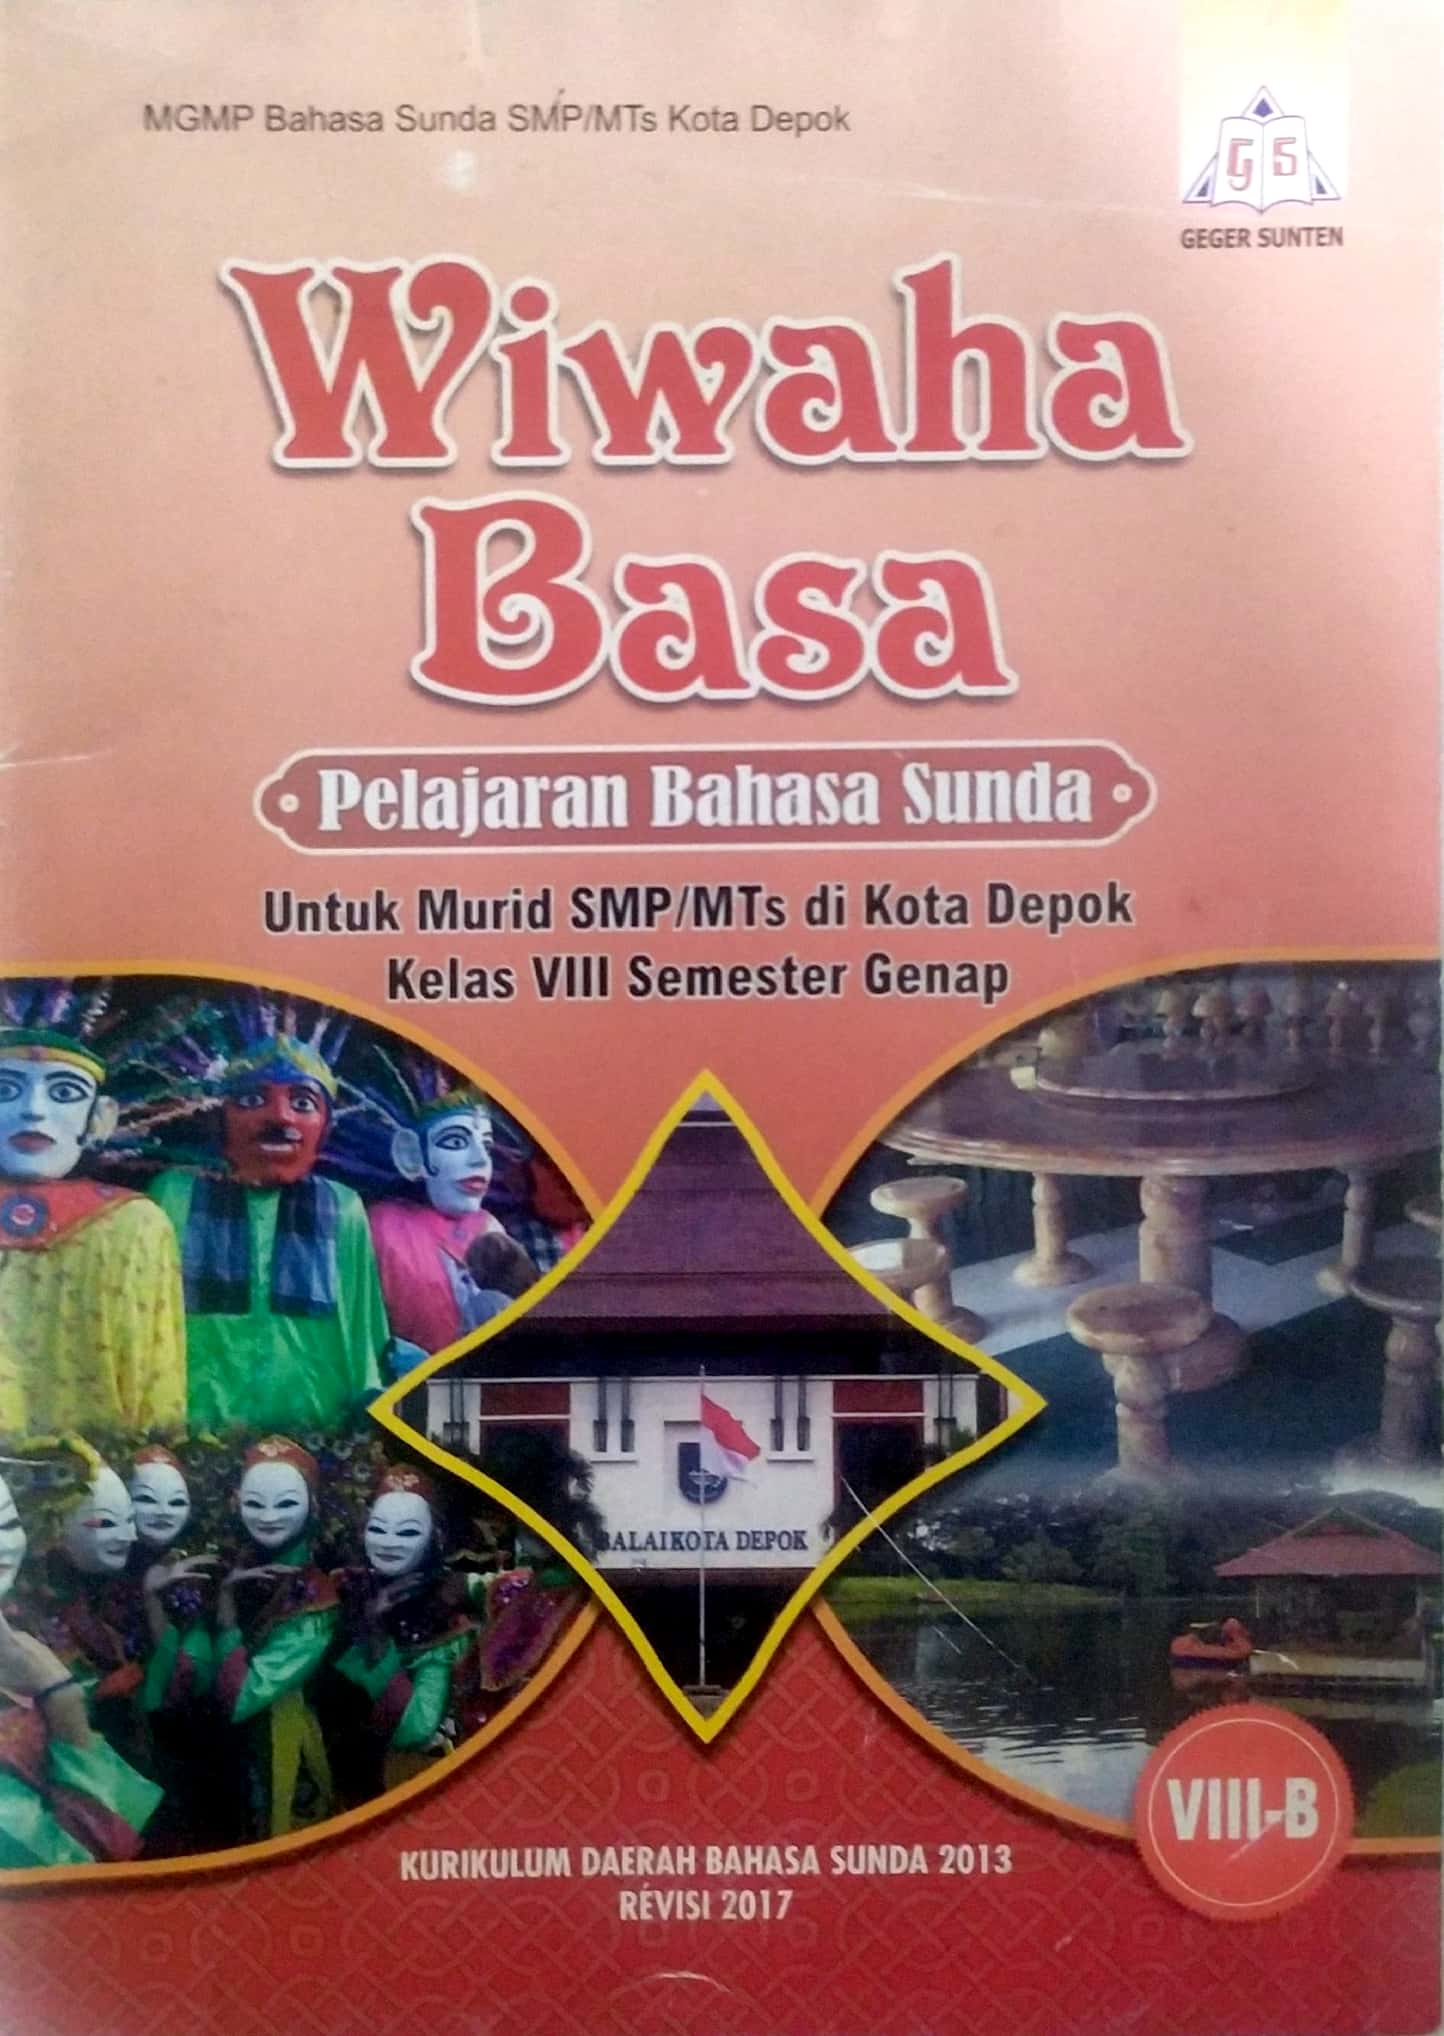 MGMP Bahasa Sunda SMP/MTs Kota Depok
GS
GEGER SUNTEN
Wiwaha
Basa
Pelajaran Bahasa Sunda
Untuk Murid SMP/MTs di Kota Depok
Kelas VIII Semester Genap
BALAIKOTA DEPOK
VIII-B
KURIKULUM DAERAH BAHASA SUNDA 2013
RÉVISI 2017